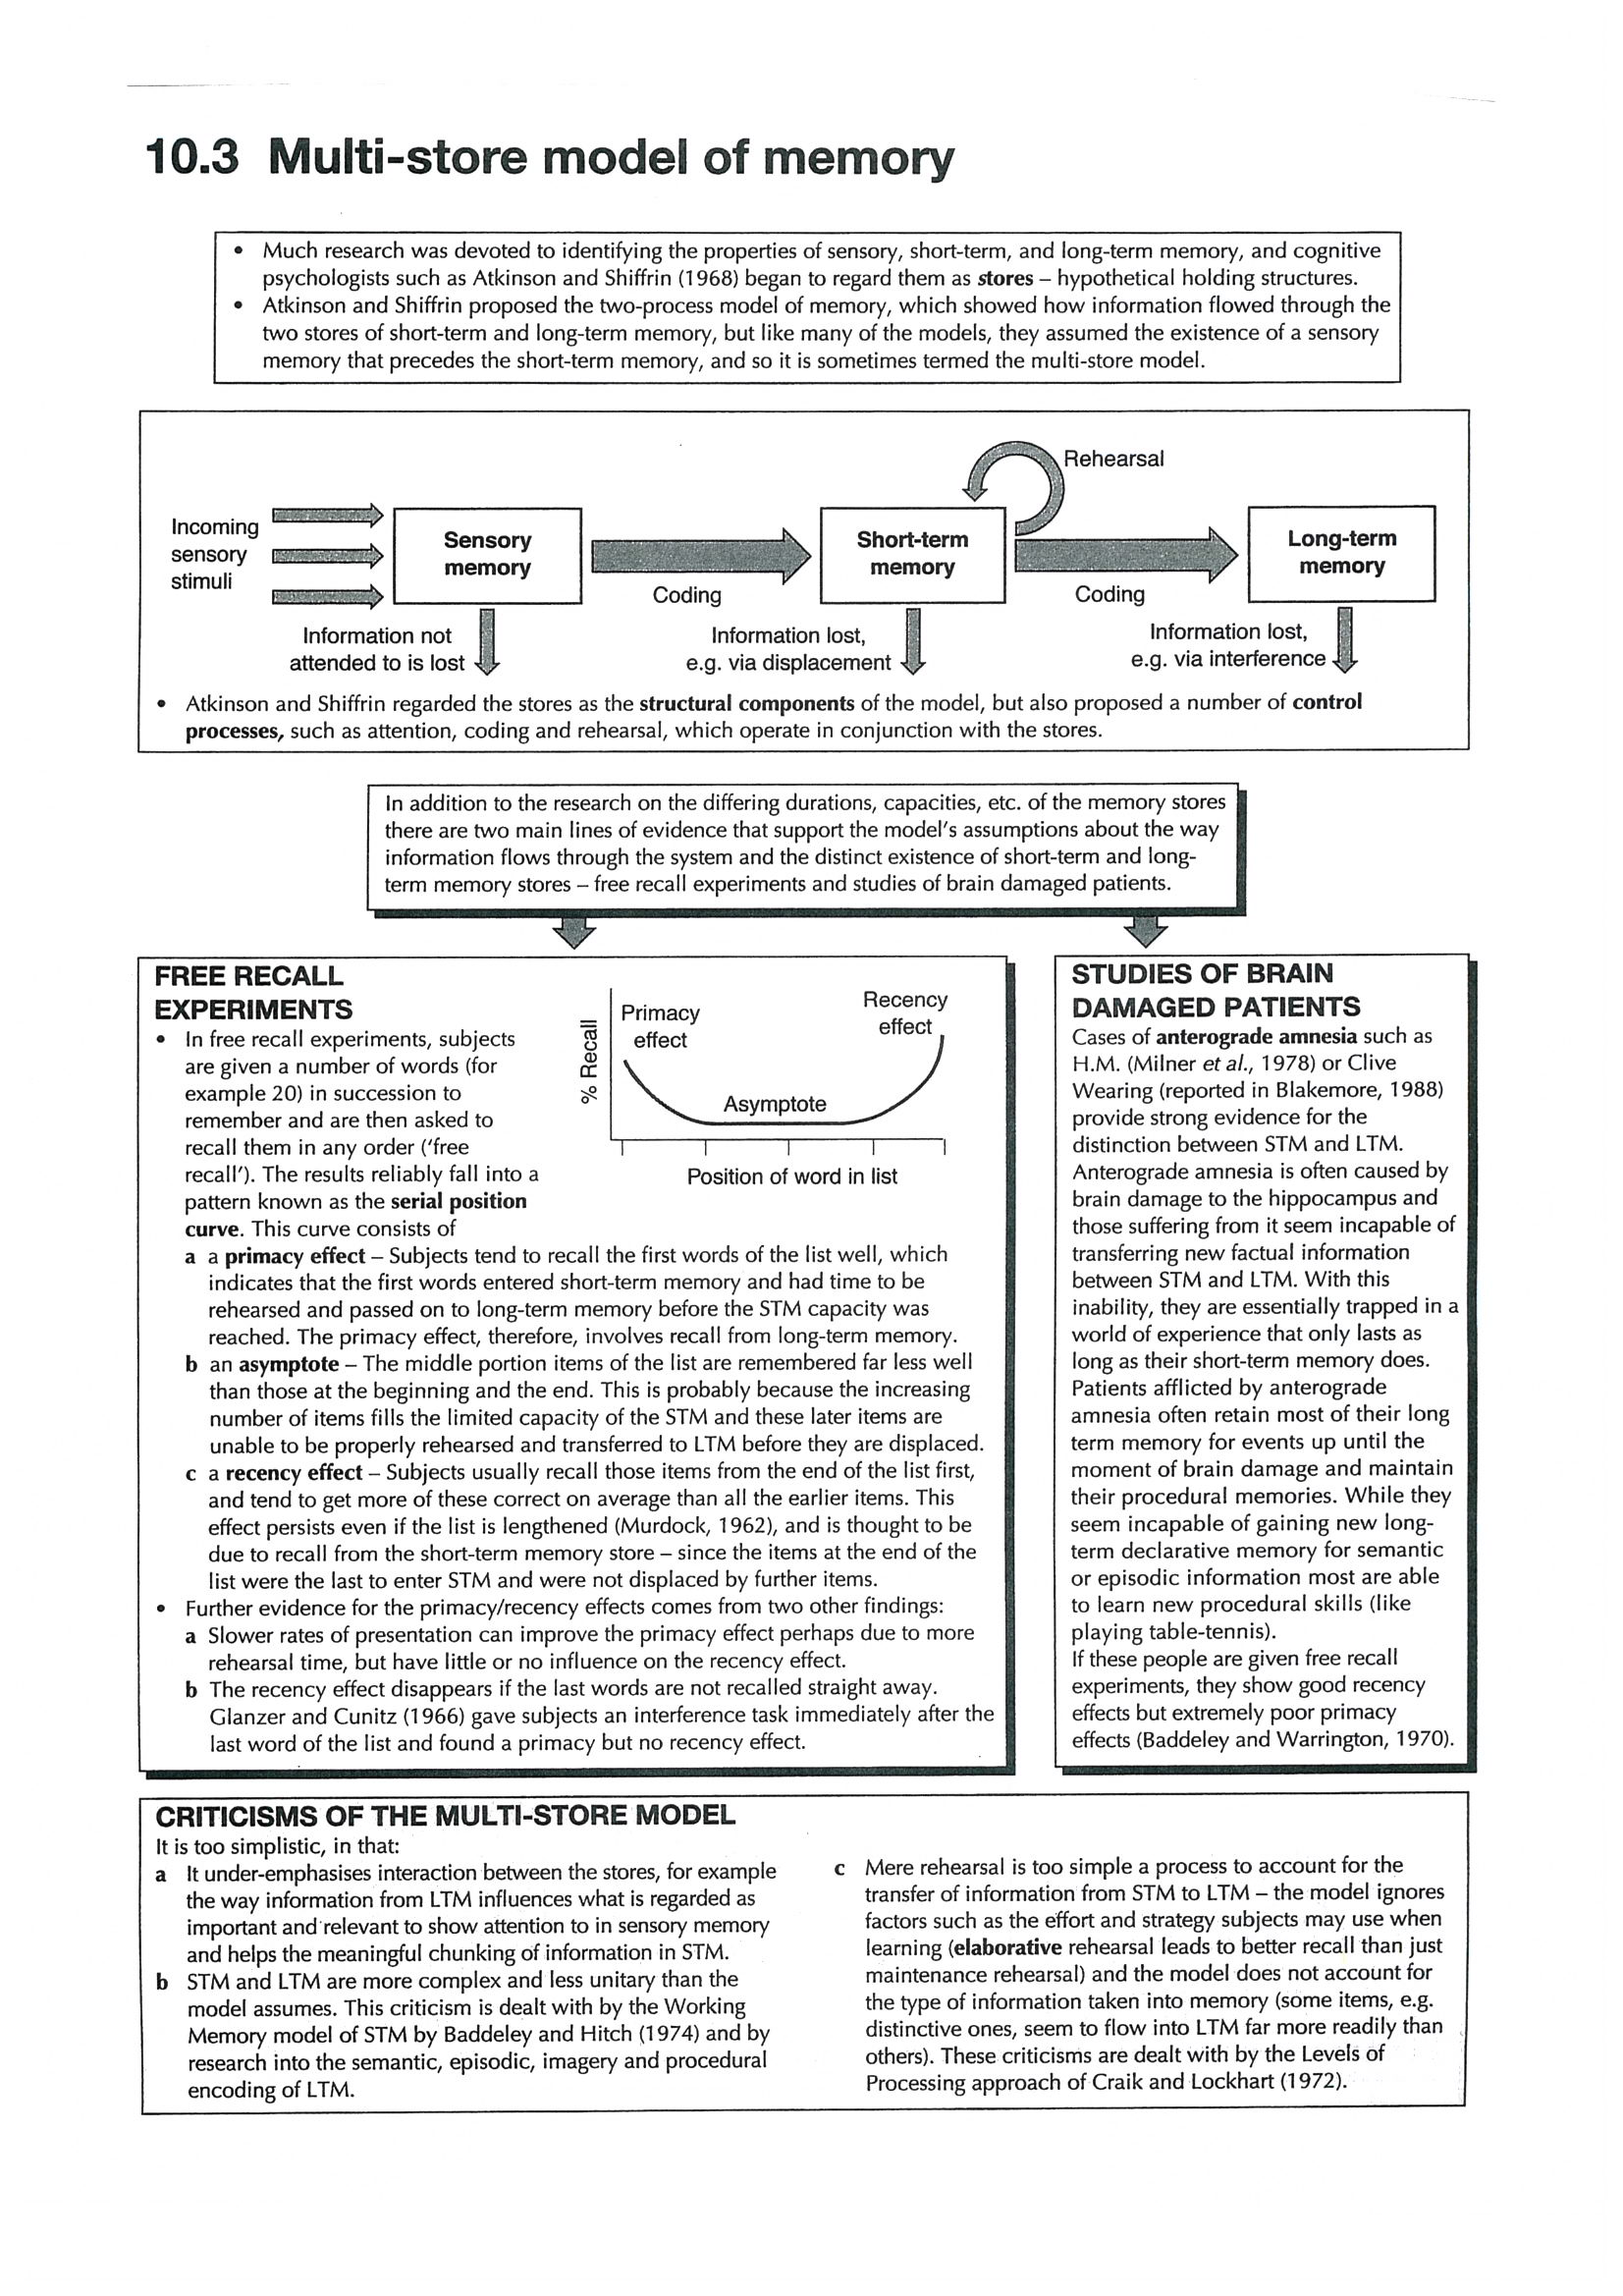 10.3 Multi-store model of memory
• Much research was devoted to identifying the properties of sensory, short-term, and long-term memory, and cognitive
psychologists such as Atkinson and Shiffrin (1968) began to regard them as stores – hypothetical holding structures.
• Atkinson and Shiffrin proposed the two-process model of memory, which showed how information flowed through the
two stores of short-term and long-term memory, but like many of the models, they assumed the existence of a sensory
memory that precedes the short-term memory, and so it is sometimes termed the multi-store model.
Rehearsal
Incoming
sensory
stimuli
Sensory
memory
Coding
Short-term
memory
Coding
Long-term
memory
Information not
attended to is lost
Information lost,
e.g. via displacement
Information lost,
e.g. via interference
• Atkinson and Shiffrin regarded the stores as the structural components of the model, but also proposed a number of control
processes, such as attention, coding and rehearsal, which operate in conjunction with the stores.
In addition to the research on the differing durations, capacities, etc. of the memory stores
there are two main lines of evidence that support the model's assumptions about the way
information flows through the system and the distinct existence of short-term and long-
term memory stores – free recall experiments and studies of brain damaged patients.
FREE RECALL
EXPERIMENTS
• In free recall experiments, subjects
are given a number of words (for
example 20) in succession to
remember and are then asked to
recall them in any order ('free
recall'). The results reliably fall into a
pattern known as the serial position
curve. This curve consists of
% Recall
Primacy
effect
Asymptote
Recency
effect
Position of word in list
a a primacy effect – Subjects tend to recall the first words of the list well, which
indicates that the first words entered short-term memory and had time to be
rehearsed and passed on to long-term memory before the STM capacity was
reached. The primacy effect, therefore, involves recall from long-term memory.
b an asymptote – The middle portion items of the list are remembered far less well
than those at the beginning and the end. This is probably because the increasing
number of items fills the limited capacity of the STM and these later items are
unable to be properly rehearsed and transferred to LTM before they are displaced.
c a recency effect – Subjects usually recall those items from the end of the list first,
and tend to get more of these correct on average than all the earlier items. This
effect persists even if the list is lengthened (Murdock, 1962), and is thought to be
due to recall from the short-term memory store – since the items at the end of the
list were the last to enter STM and were not displaced by further items.
• Further evidence for the primacy/recency effects comes from two other findings:
a Slower rates of presentation can improve the primacy effect perhaps due to more
rehearsal time, but have little or no influence on the recency effect.
b The recency effect disappears if the last words are not recalled straight away.
Glanzer and Cunitz (1966) gave subjects an interference task immediately after the
last word of the list and found a primacy but no recency effect.
STUDIES OF BRAIN
DAMAGED PATIENTS
Cases of anterograde amnesia such as
H.M. (Milner et al., 1978) or Clive
Wearing (reported in Blakemore, 1988)
provide strong evidence for the
distinction between STM and LTM.
Anterograde amnesia is often caused by
brain damage to the hippocampus and
those suffering from it seem incapable of
transferring new factual information
between STM and LTM. With this
inability, they are essentially trapped in a
world of experience that only lasts as
long as their short-term memory does.
Patients afflicted by anterograde
amnesia often retain most of their long
term memory for events up until the
moment of brain damage and maintain
their procedural memories. While they
seem incapable of gaining new long-
term declarative memory for semantic
or episodic information most are able
to learn new procedural skills (like
playing table-tennis).
If these people are given free recall
experiments, they show good recency
effects but extremely poor primacy
effects (Baddeley and Warrington, 1970).
CRITICISMS OF THE MULTI-STORE MODEL
It is too simplistic, in that:
a It under-emphasises interaction between the stores, for example
the way information from LTM influences what is regarded as
important and relevant to show attention to in sensory memory
and helps the meaningful chunking of information in STM.
b STM and LTM are more complex and less unitary than the
model assumes. This criticism is dealt with by the Working
Memory model of STM by Baddeley and Hitch (1974) and by
research into the semantic, episodic, imagery and procedural
encoding of LTM.
c Mere rehearsal is too simple a process to account for the
transfer of information from STM to LTM – the model ignores
factors such as the effort and strategy subjects may use when
learning (elaborative rehearsal leads to better recall than just
maintenance rehearsal) and the model does not account for
the type of information taken into memory (some items, e.g.
distinctive ones, seem to flow into LTM far more readily than
others). These criticisms are dealt with by the Levels of
Processing approach of Craik and Lockhart (1972).